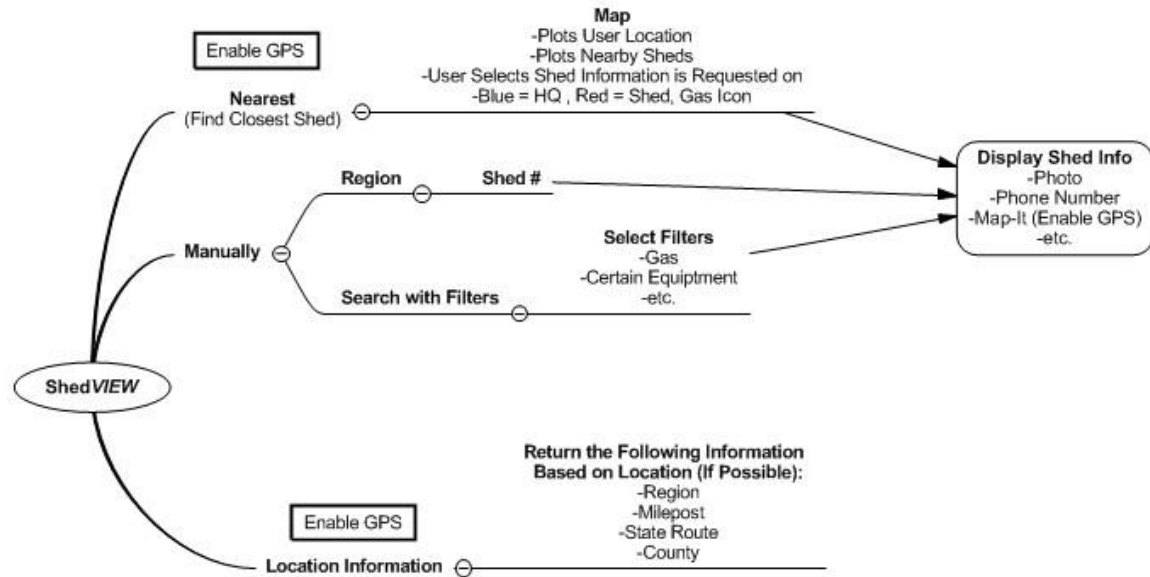 Enable GPS
Map
-Plots User Location
-Plots Nearby Sheds
-User Selects Shed Information is Requested on
-Blue = HQ , Red = Shed, Gas Icon
Nearest
(Find Closest Shed)
Display Shed Info
-Photo
-Phone Number
-Map-It (Enable GPS)
-etc.
Region
Shed #
Manually
Select Filters
-Gas
-Certain Equiptment
-etc.
Search with Filters
ShedVIEW
Return the Following Information
Based on Location (If Possible):
-Region
-Milepost
-State Route
-County
Enable GPS
Location Information